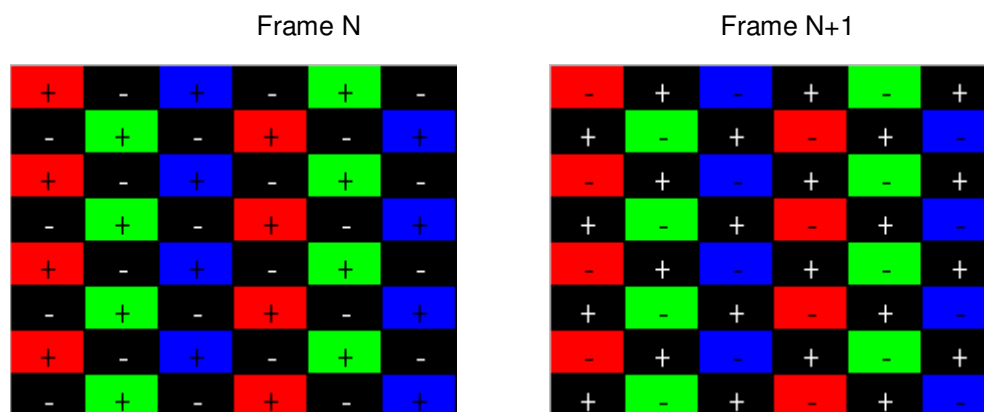 Frame N Frame N+1
+ - + - + - - + - + - +
- + - + - + + - + - + -
+ - + - + - - + - + - +
- + - + - + + - + - + -
+ - + - + - - + - + - +
- + - + - + + - + - + -
+ - + - + - - + - + - +
- + - + - + + - + - + -